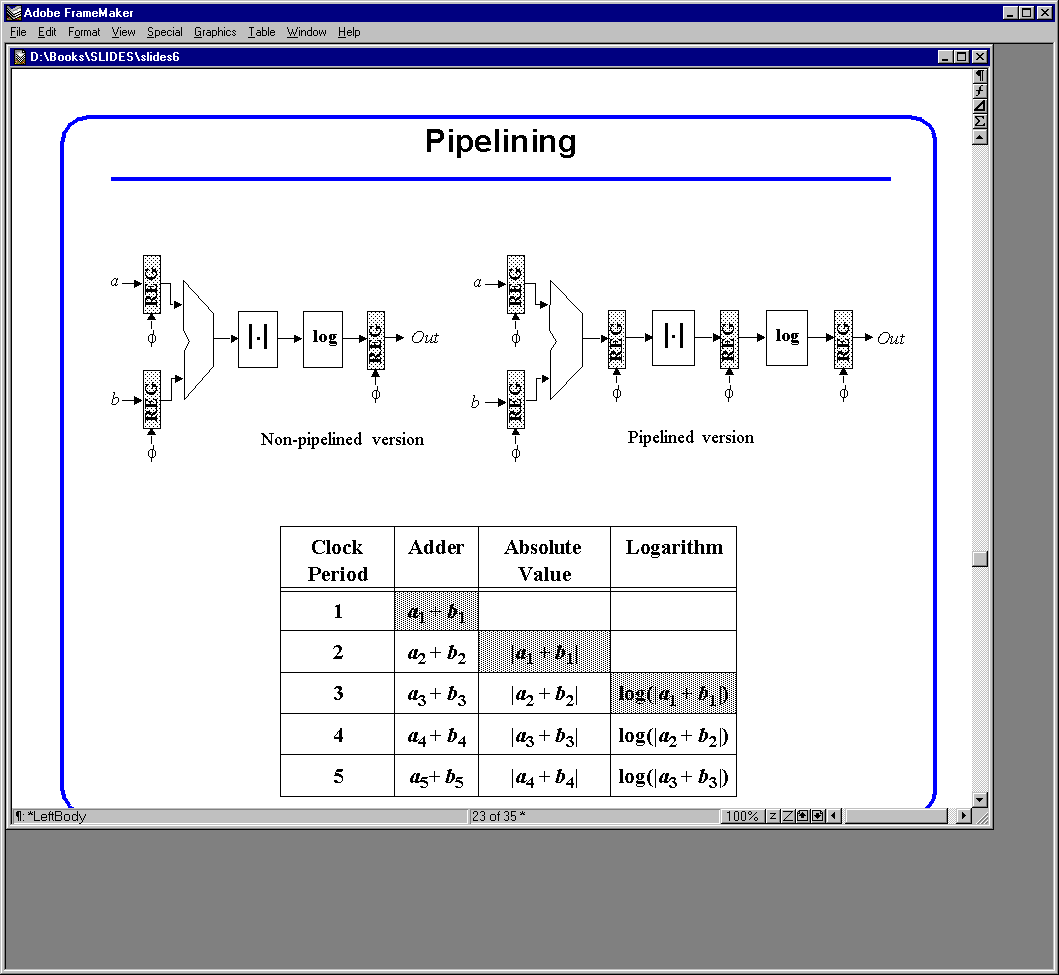 Adobe FrameMaker
File Edit Format View Special Graphics Table Window Help
D:\Books\SLIDES\slides6
¶
f
Σ
Pipelining
a REG
ϕ
b REG
ϕ
|·|
log
REG
ϕ
Out
Non-pipelined version
a REG
ϕ
b REG
ϕ
REG
ϕ
|·|
REG
ϕ
log
REG
ϕ
Out
Pipelined version
Clock Period Adder Absolute Value Logarithm
1 a₁ + b₁
2 a₂ + b₂ |a₁ + b₁|
3 a₃ + b₃ |a₂ + b₂| log(|a₁ + b₁|)
4 a₄ + b₄ |a₃ + b₃| log(|a₂ + b₂|)
5 a₅+ b₅ |a₄ + b₄| log(|a₃ + b₃|)
¶: *LeftBody 23 of 35 * 100% z Z